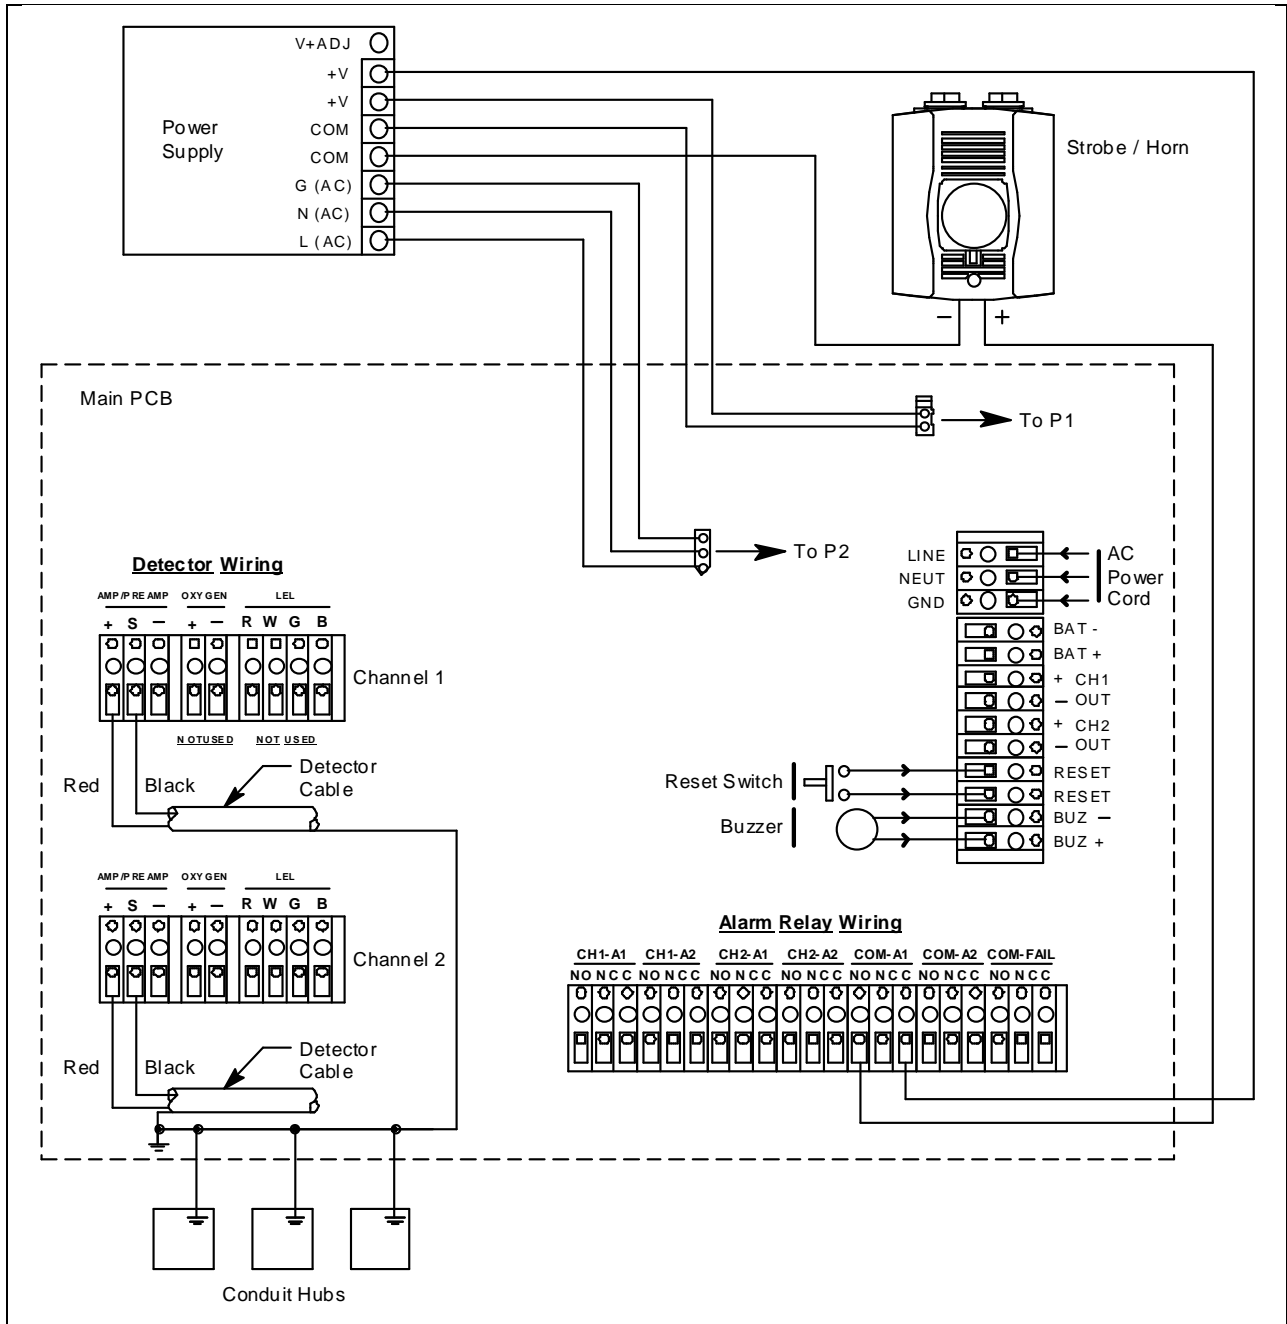 V+ADJ
+V
+V
COM
COM
G (AC)
N (AC)
L (AC)
Power
Supply
Strobe / Horn
− +
Main PCB
To P1
To P2
LINE
NEUT
GND
AC
Power
Cord
BAT -
BAT +
+ CH1
− OUT
+ CH2
− OUT
RESET
RESET
BUZ −
BUZ +
Reset Switch
Buzzer
Detector Wiring
AMP/PREAMP OXYGEN LEL
+ S − + − R W G B
Channel 1
NOTUSED NOT USED
Red Black
Detector
Cable
AMP/PREAMP OXYGEN LEL
+ S − + − R W G B
Channel 2
Red Black
Detector
Cable
Conduit Hubs
Alarm Relay Wiring
CH1-A1 CH1-A2 CH2-A1 CH2-A2 COM-A1 COM-A2 COM-FAIL
NO NC C NO NC C NO NC C NO NC C NO NC C NO NC C NO NC C